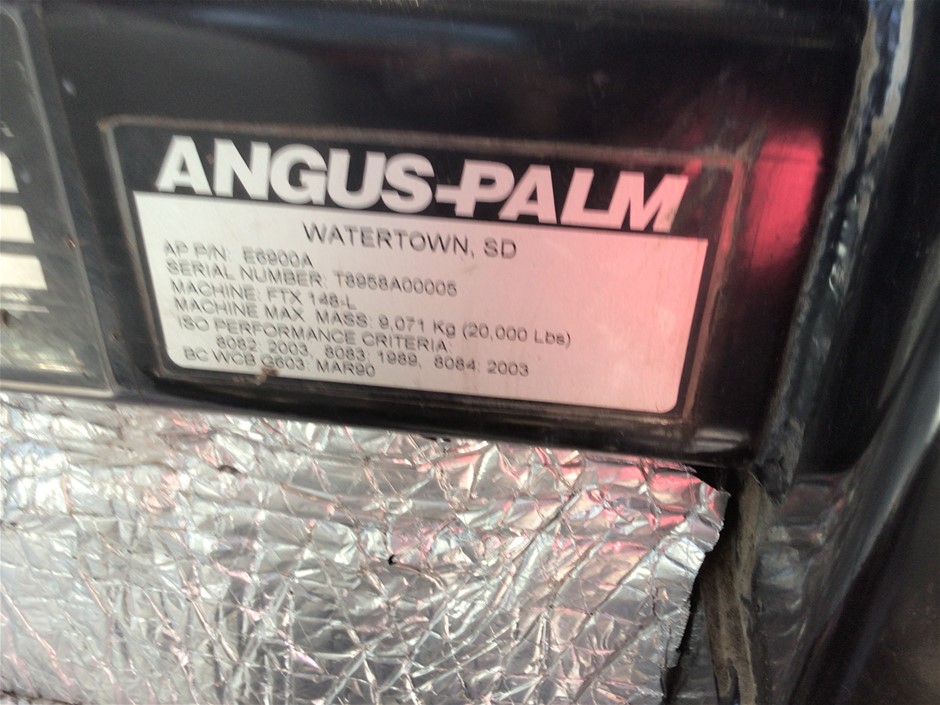 ANGUS-PALM
WATERTOWN, SD
AP P/N: E6900A
SERIAL NUMBER: T8958A00005
MACHINE: FTX 148-L
MACHINE MAX. MASS: 9,071 Kg (20,000 Lbs)
ISO PERFORMANCE CRITERIA:
8082: 2003, 8083: 1989, 8084: 2003
BC WCB G603: MAR90